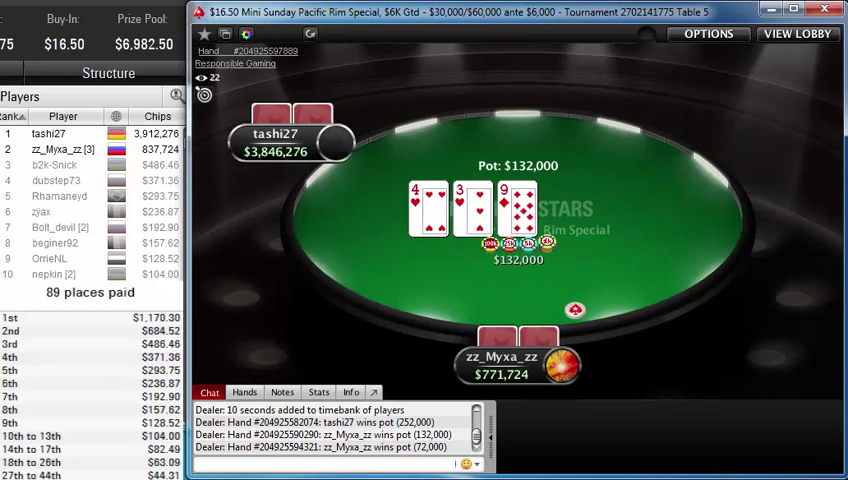 Buy-In:
Prize Pool:
75
$16.50
$6,982.50
Structure
Players
Rank
Player
Chips
1 tashi27 3,912,276
2 zz_Myxa_zz [3] 837,724
3 b2k-Snick $486.46
4 dubstep73 $371.36
5 Rhamaneyd $293.75
6 zÿax $236.87
7 Bolt_devil [2] $192.90
8 beginer92 $157.62
9 OrrieNL $128.52
10 nepkin [2] $104.00
89 places paid
1st $1,170.30
2nd $684.52
3rd $486.46
4th $371.36
5th $293.75
6th $236.87
7th $192.90
8th $157.62
9th $128.52
10th to 13th $104.00
14th to 17th $82.49
18th to 26th $63.09
27th to 44th $44.31
$16.50 Mini Sunday Pacific Rim Special, $6K Gtd - $30,000/$60,000 ante $6,000 - Tournament 2702141775 Table 5
OPTIONS
VIEW LOBBY
Hand #204925597889
Responsible Gaming
22
tashi27
$3,846,276
Pot: $132,000
4
3
9
STARS
Rim Special
$132,000
zz_Myxa_zz
$771,724
Chat
Hands
Notes
Stats
Info
Dealer: 10 seconds added to timebank of players
Dealer: Hand #204925582074: tashi27 wins pot (252,000)
Dealer: Hand #204925590290: zz_Myxa_zz wins pot (132,000)
Dealer: Hand #204925594321: zz_Myxa_zz wins pot (72,000)